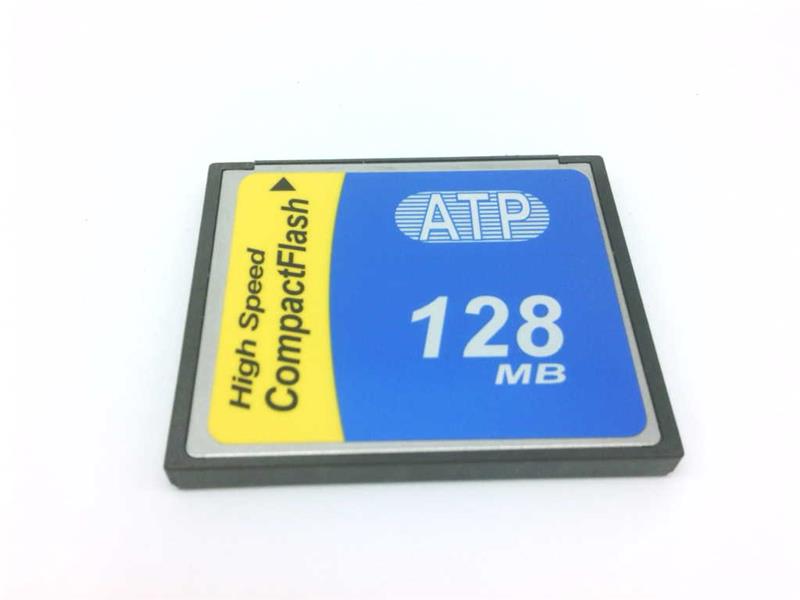 ATP
128
MB
High Speed
CompactFlash